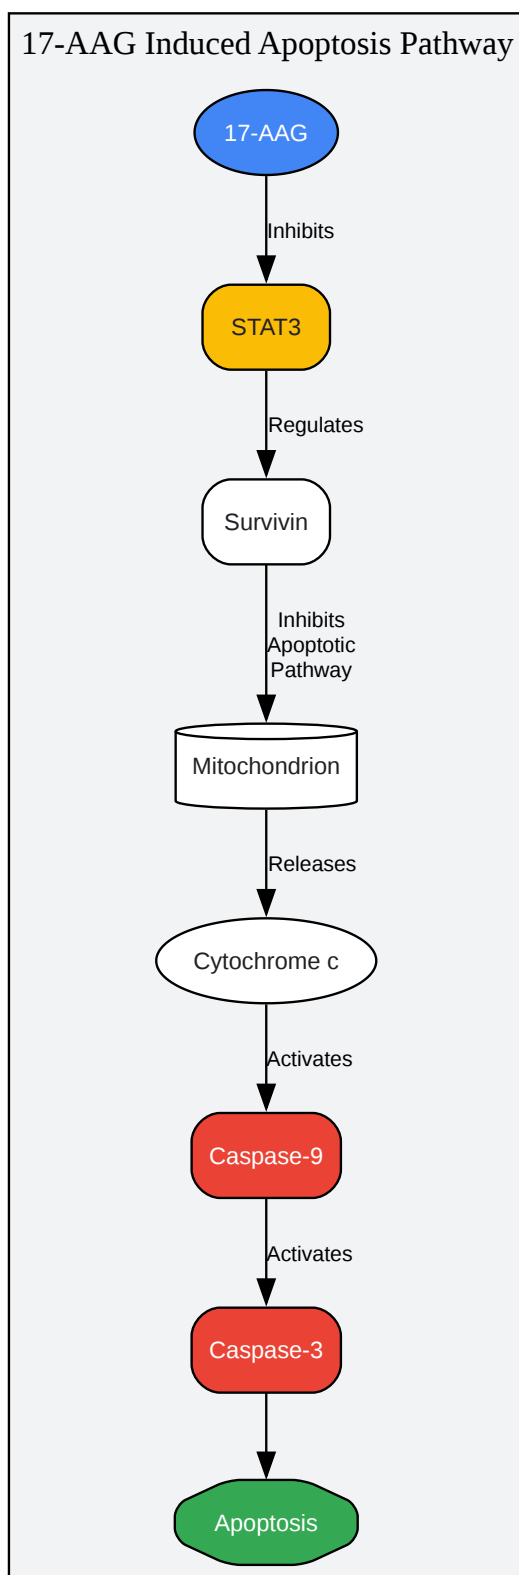 17-AAG Induced Apoptosis Pathway
17-AAG
Inhibits
STAT3
Regulates
Survivin
Inhibits
Apoptotic
Pathway
Mitochondrion
Releases
Cytochrome c
Activates
Caspase-9
Activates
Caspase-3
Apoptosis